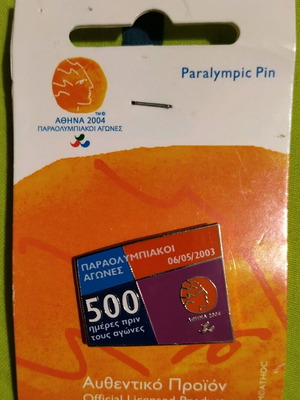 Paralympic Pin
ΑΘΗΝΑ 2004
ΠΑΡΑΟΛΥΜΠΙΑΚΟΙ ΑΓΩΝΕΣ
ΠΑΡΑΟΛΥΜΠΙΑΚΟΙ
ΑΓΩΝΕΣ
06/05/2003
500
ημέρες πριν
τους αγώνες
ΑΘΗΝΑ 2004
Αυθεντικό Προϊόν
Official Licensed Product